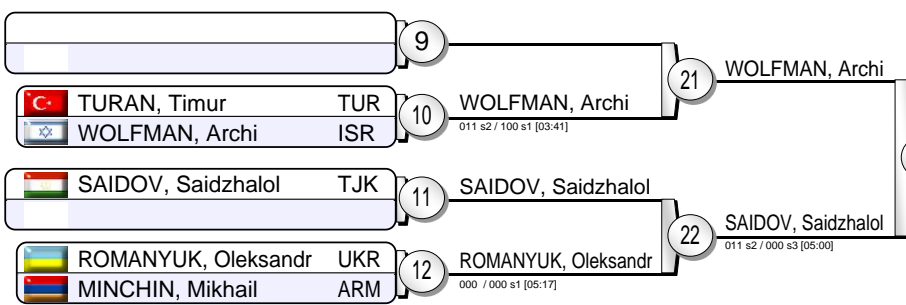 9
TURAN, Timur TUR
WOLFMAN, Archi ISR
10
WOLFMAN, Archi
011 s2 / 100 s1 [03:41]
21
WOLFMAN, Archi
SAIDOV, Saidzhalol TJK
11
SAIDOV, Saidzhalol
ROMANYUK, Oleksandr UKR
MINCHIN, Mikhail ARM
12
ROMANYUK, Oleksandr
000 / 000 s1 [05:17]
22
SAIDOV, Saidzhalol
011 s2 / 000 s3 [05:00]